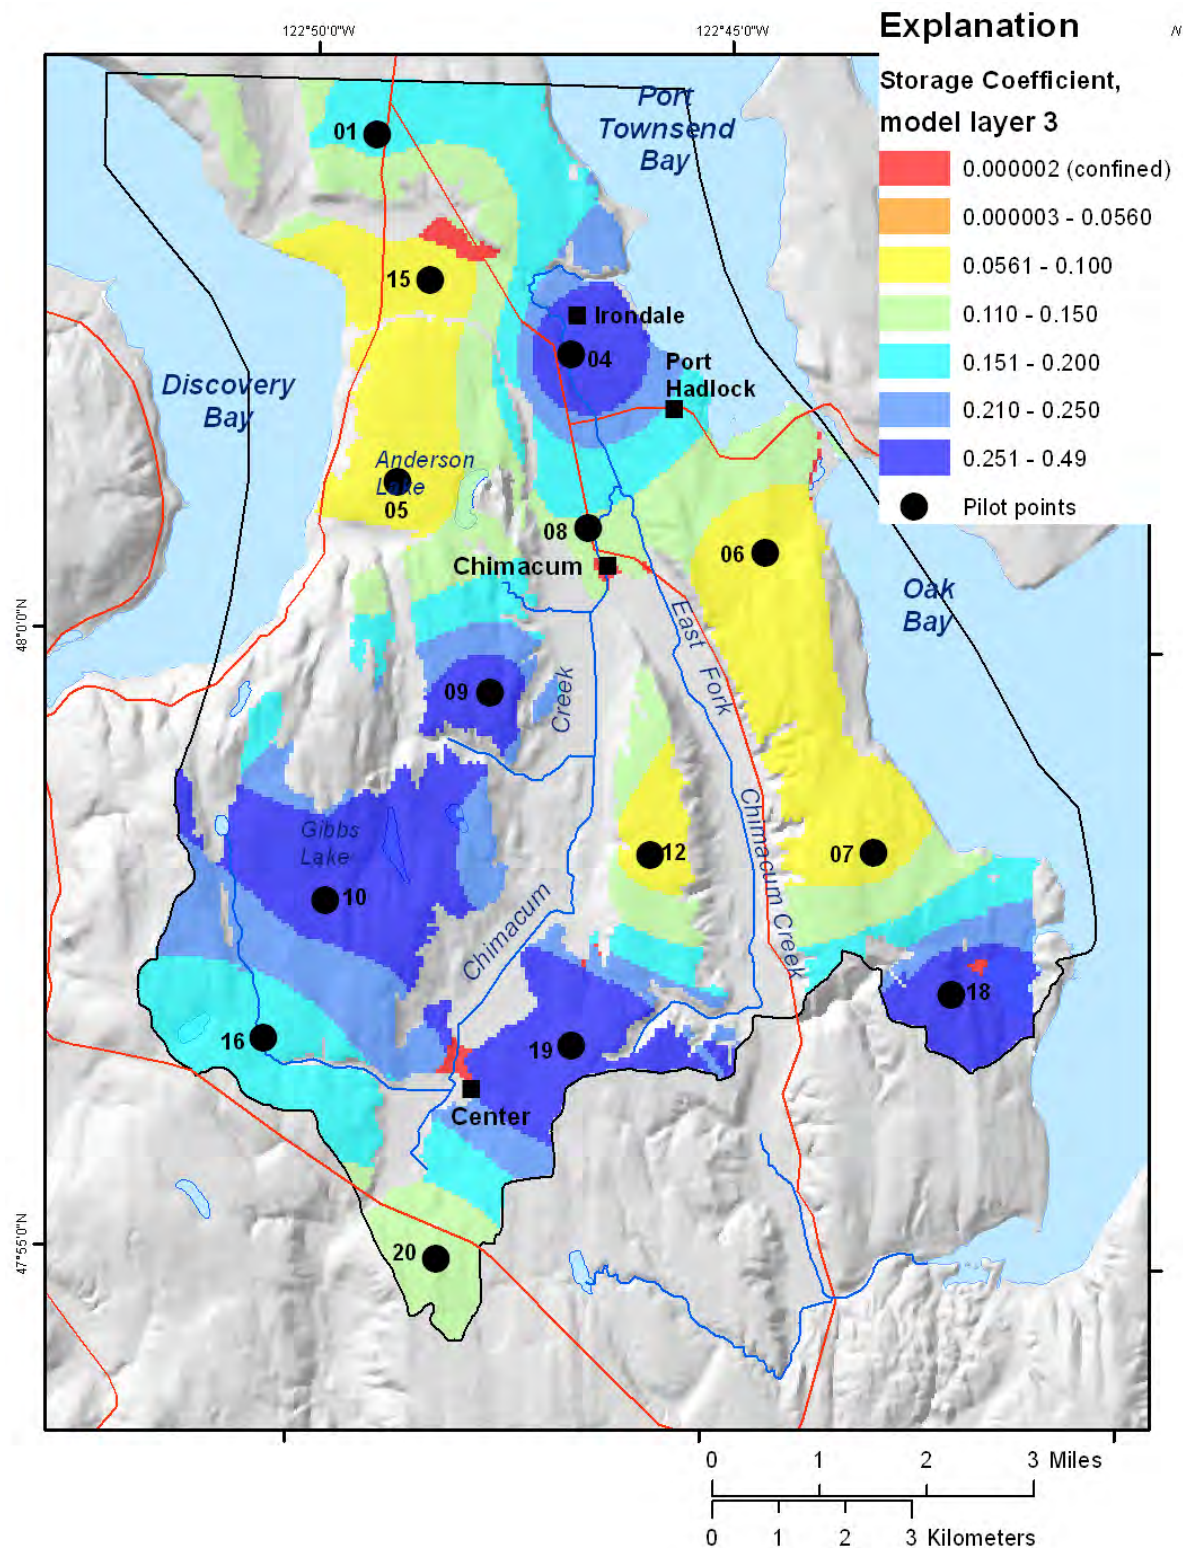 122°50'0"W
122°45'0"W
W
Explanation
Storage Coefficient,
model layer 3
0.000002 (confined)
0.000003 - 0.0560
0.0561 - 0.100
0.110 - 0.150
0.151 - 0.200
0.210 - 0.250
0.251 - 0.49
Pilot points
Port
Townsend
Bay
01
15
Irondale
04
Port
Hadlock
Discovery
Bay
Anderson
Lake
05
08
06
Chimacum
Oak
Bay
48°0'0"N
East Fork
09
Creek
Chimacum Creek
Gibbs
Lake
12
07
10
Chimacum
18
16
19
Center
20
47°55'0"N
0 1 2 3 Miles
0 1 2 3 Kilometers